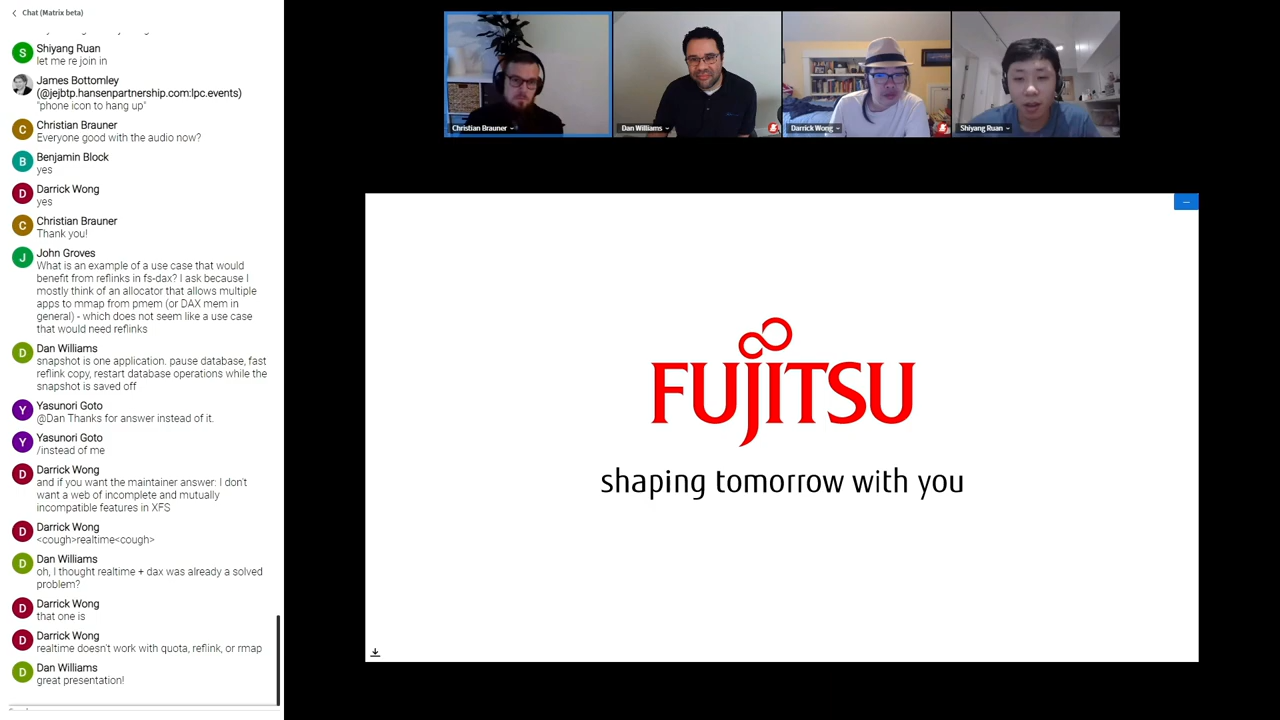 Chat (Matrix beta)
S
Shiyang Ruan
let me re join in
James Bottomley
(@jejbtp.hansenpartnership.com:lpc.events)
"phone icon to hang up"
C
Christian Brauner
Everyone good with the audio now?
B
Benjamin Block
yes
D
Darrick Wong
yes
C
Christian Brauner
Thank you!
J
John Groves
What is an example of a use case that would
benefit from reflinks in fs-dax? I ask because I
mostly think of an allocator that allows multiple
apps to mmap from pmem (or DAX mem in
general) - which does not seem like a use case
that would need reflinks
D
Dan Williams
snapshot is one application. pause database, fast
reflink copy, restart database operations while the
snapshot is saved off
Y
Yasunori Goto
@Dan Thanks for answer instead of it.
Y
Yasunori Goto
/instead of me
D
Darrick Wong
and if you want the maintainer answer: I don't
want a web of incomplete and mutually
incompatible features in XFS
D
Darrick Wong
<cough>realtime<cough>
D
Dan Williams
oh, I thought realtime + dax was already a solved
problem?
D
Darrick Wong
that one is
D
Darrick Wong
realtime doesn't work with quota, reflink, or rmap
D
Dan Williams
great presentation!
Christian Brauner
Dan Williams
Darrick Wong
Shiyang Ruan
FUJITSU
shaping tomorrow with you